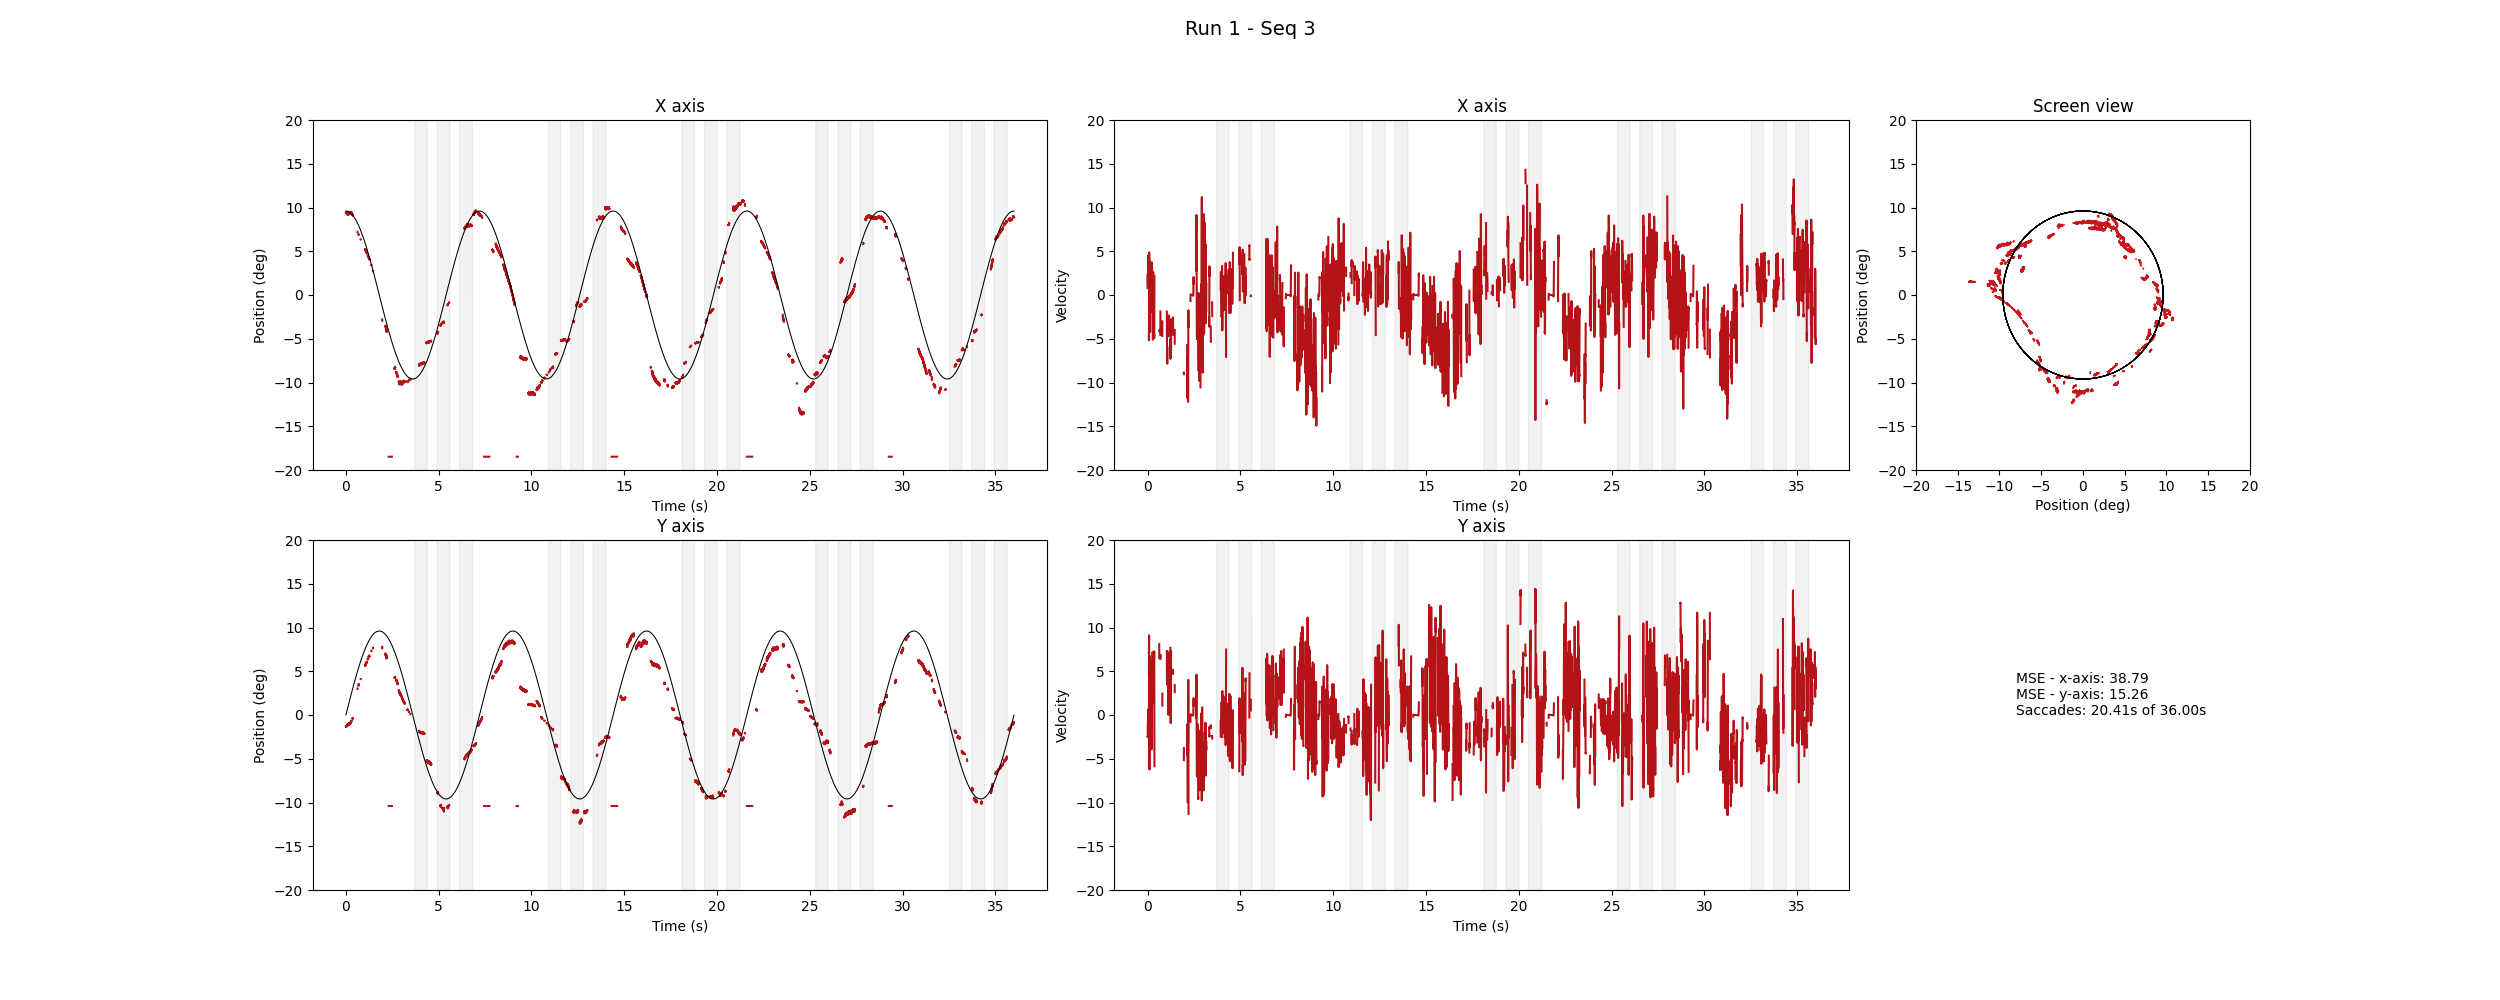 Run 1 - Seq 3
X axis
X axis
Screen view
20
15
10
5
0
−5
−10
−15
−20
Position (deg)
0 5 10 15 20 25 30 35
Time (s)
20
15
10
5
0
−5
−10
−15
−20
Velocity
0 5 10 15 20 25 30 35
Time (s)
20
15
10
5
0
−5
−10
−15
−20
Position (deg)
−20 −15 −10 −5 0 5 10 15 20
Position (deg)
Y axis
Y axis
20
15
10
5
0
−5
−10
−15
−20
Position (deg)
0 5 10 15 20 25 30 35
Time (s)
20
15
10
5
0
−5
−10
−15
−20
Velocity
0 5 10 15 20 25 30 35
Time (s)
MSE - x-axis: 38.79
MSE - y-axis: 15.26
Saccades: 20.41s of 36.00s